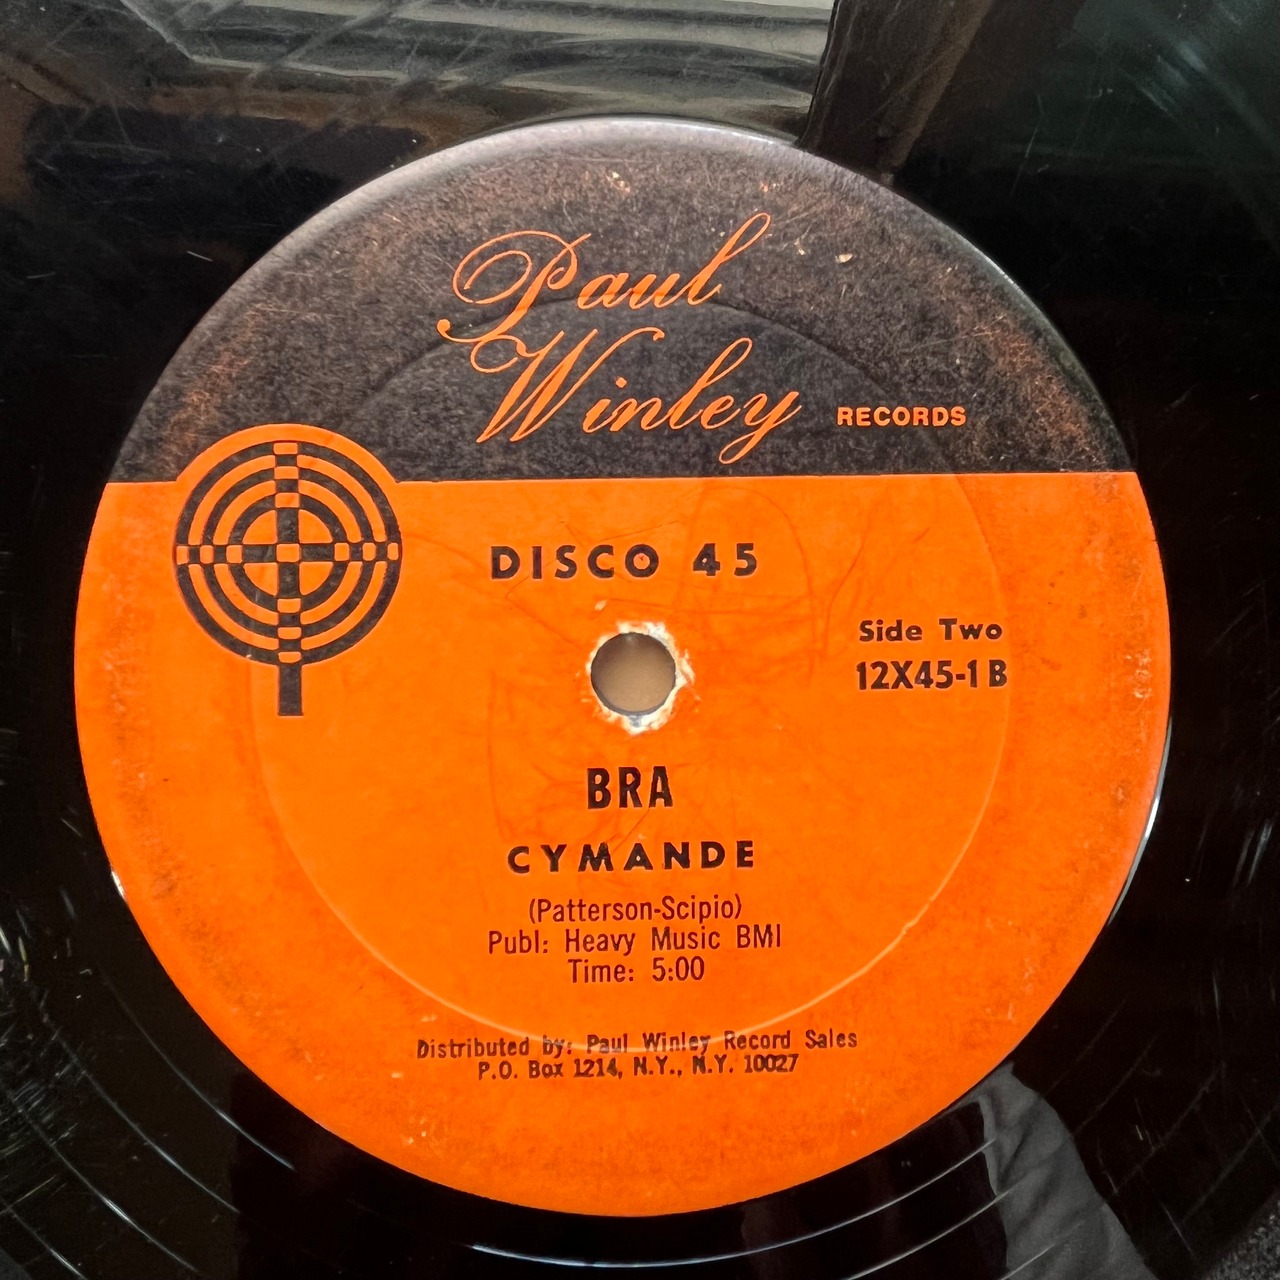 Paul
Winley RECORDS
DISCO 45
Side Two
12X45-1 B
BRA
CYMANDE
(Patterson-Scipio)
Publ: Heavy Music BMI
Time: 5:00
Distributed by: Paul Winley Record Sales
P.O. Box 1214, N.Y., N.Y. 10027